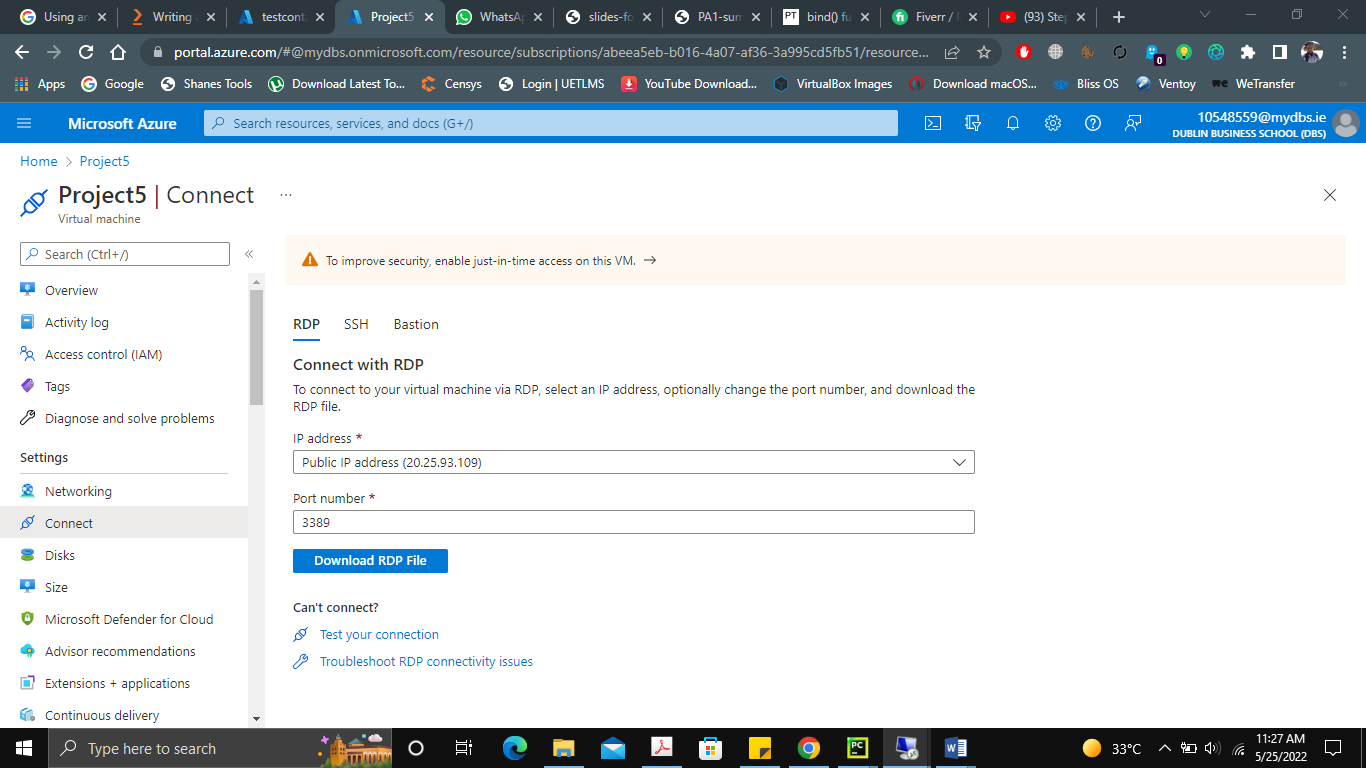 Using an
Writing a
testcont
Project5
WhatsAp
slides-fo
PA1-sum
PT bind() fu
Fiverr /
(93) Step
portal.azure.com/#@mydbs.onmicrosoft.com/resource/subscriptions/abeea5eb-b016-4a07-af36-3a995cd5fb51/resource...
0
Apps Google Shanes Tools Download Latest To... Censys Login | UETLMS YouTube Download... VirtualBox Images Download macOS... Bliss OS Ventoy WeTransfer »
Microsoft Azure
Search resources, services, and docs (G+/)
10548559@mydbs.ie
DUBLIN BUSINESS SCHOOL (DBS)
Home > Project5
Project5 | Connect ...
Virtual machine
Search (Ctrl+/) «
Overview
Activity log
Access control (IAM)
Tags
Diagnose and solve problems
Settings
Networking
Connect
Disks
Size
Microsoft Defender for Cloud
Advisor recommendations
Extensions + applications
Continuous delivery
To improve security, enable just-in-time access on this VM. →
RDP SSH Bastion
Connect with RDP
To connect to your virtual machine via RDP, select an IP address, optionally change the port number, and download the
RDP file.
IP address *
Public IP address (20.25.93.109)
Port number *
3389
Download RDP File
Can't connect?
Test your connection
Troubleshoot RDP connectivity issues
Type here to search
33°C
11:27 AM
5/25/2022